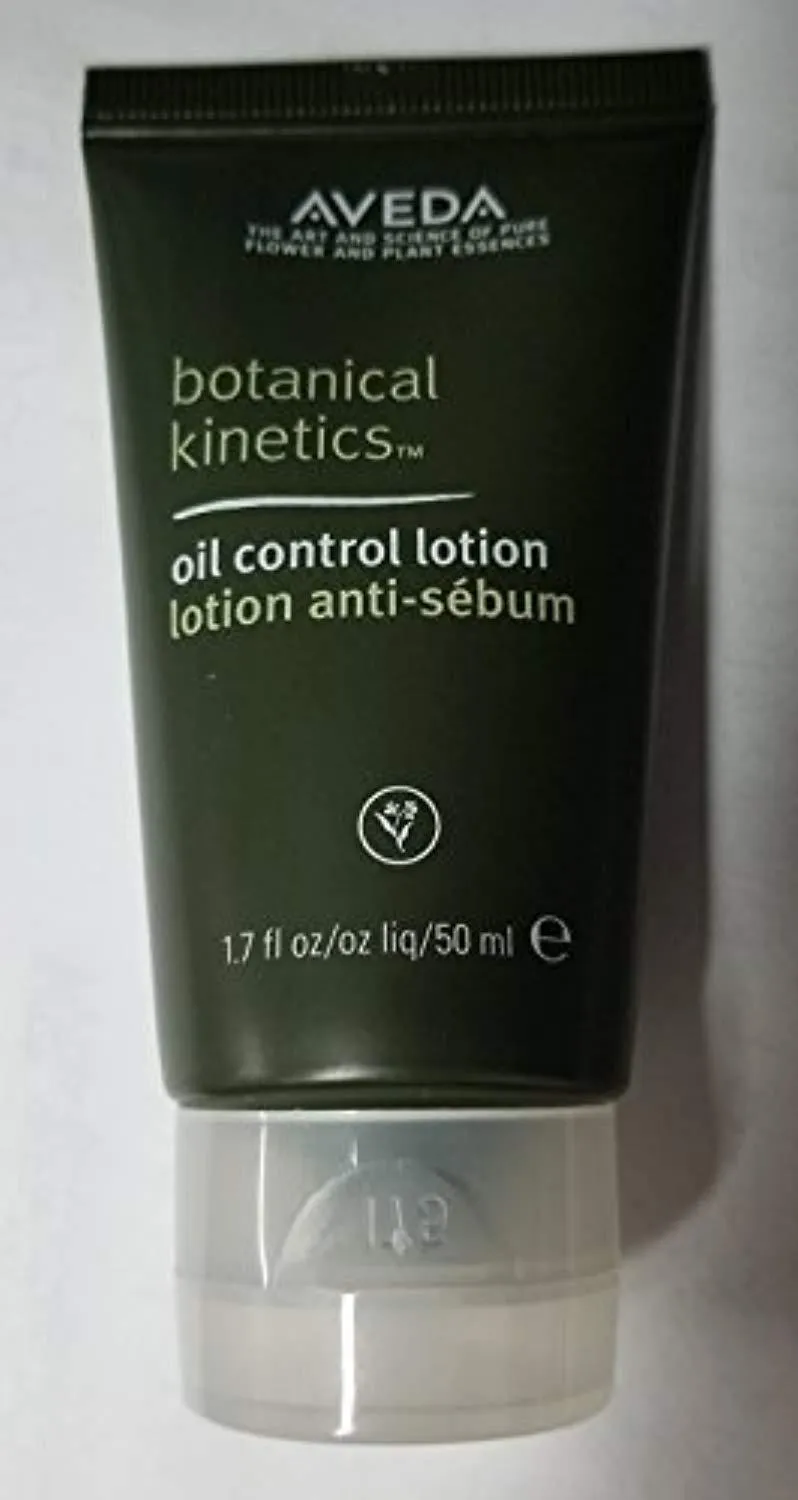 AVEDA
THE ART AND SCIENCE OF PURE
FLOWER AND PLANT ESSENCES
botanical
kinetics™
oil control lotion
lotion anti-sébum
1.7 fl oz/oz liq/50 ml ℮